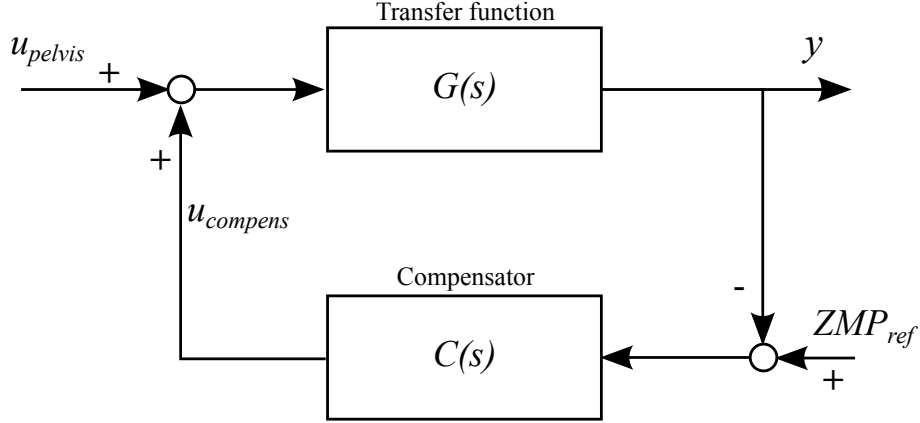 Transfer function
u_pelvis
+
G(s)
y
+
u_compens
Compensator
-
ZMP_ref
C(s)
+